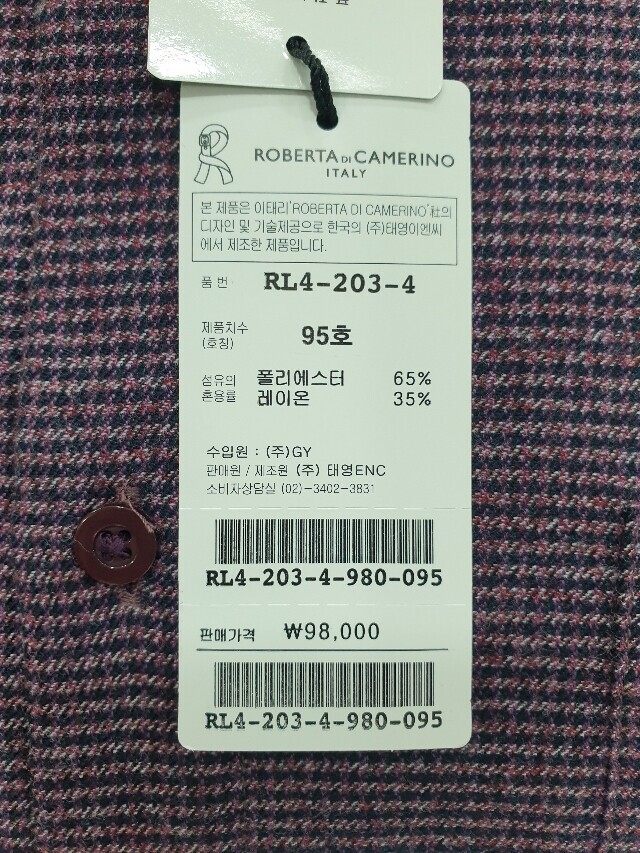 ROBERTA DI CAMERINO
ITALY
본 제품은 이태리'ROBERTA DI CAMERINO'社의
디자인 및 기술제공으로 한국의 (주)태영이엔씨
에서 제조한 제품입니다.
품 번 RL4-203-4
제품치수
(호칭) 95호
섬유의 폴리에스터 65%
혼용률 레이온 35%
수입원 : (주)GY
판매원 / 제조원 (주) 태영ENC
소비자상담실 (02)-3402-3831
RL4-203-4-980-095
판매가격 ₩98,000
RL4-203-4-980-095